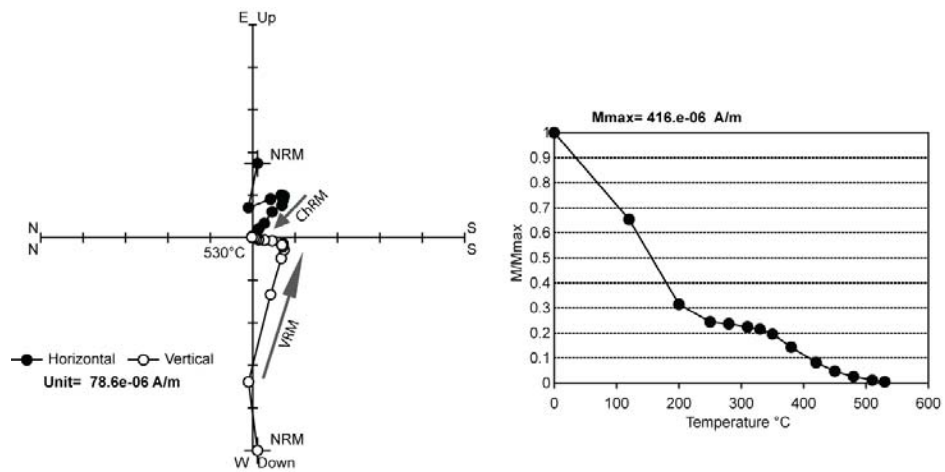 E Up
NRM
ChRM
N
N
S
S
530°C
VRM
Horizontal
Vertical
Unit= 78.6e-06 A/m
NRM
W Down
Mmax= 416.e-06 A/m
1
0.9
0.8
0.7
0.6
0.5
0.4
0.3
0.2
0.1
0
M/Mmax
0 100 200 300 400 500 600
Temperature °C